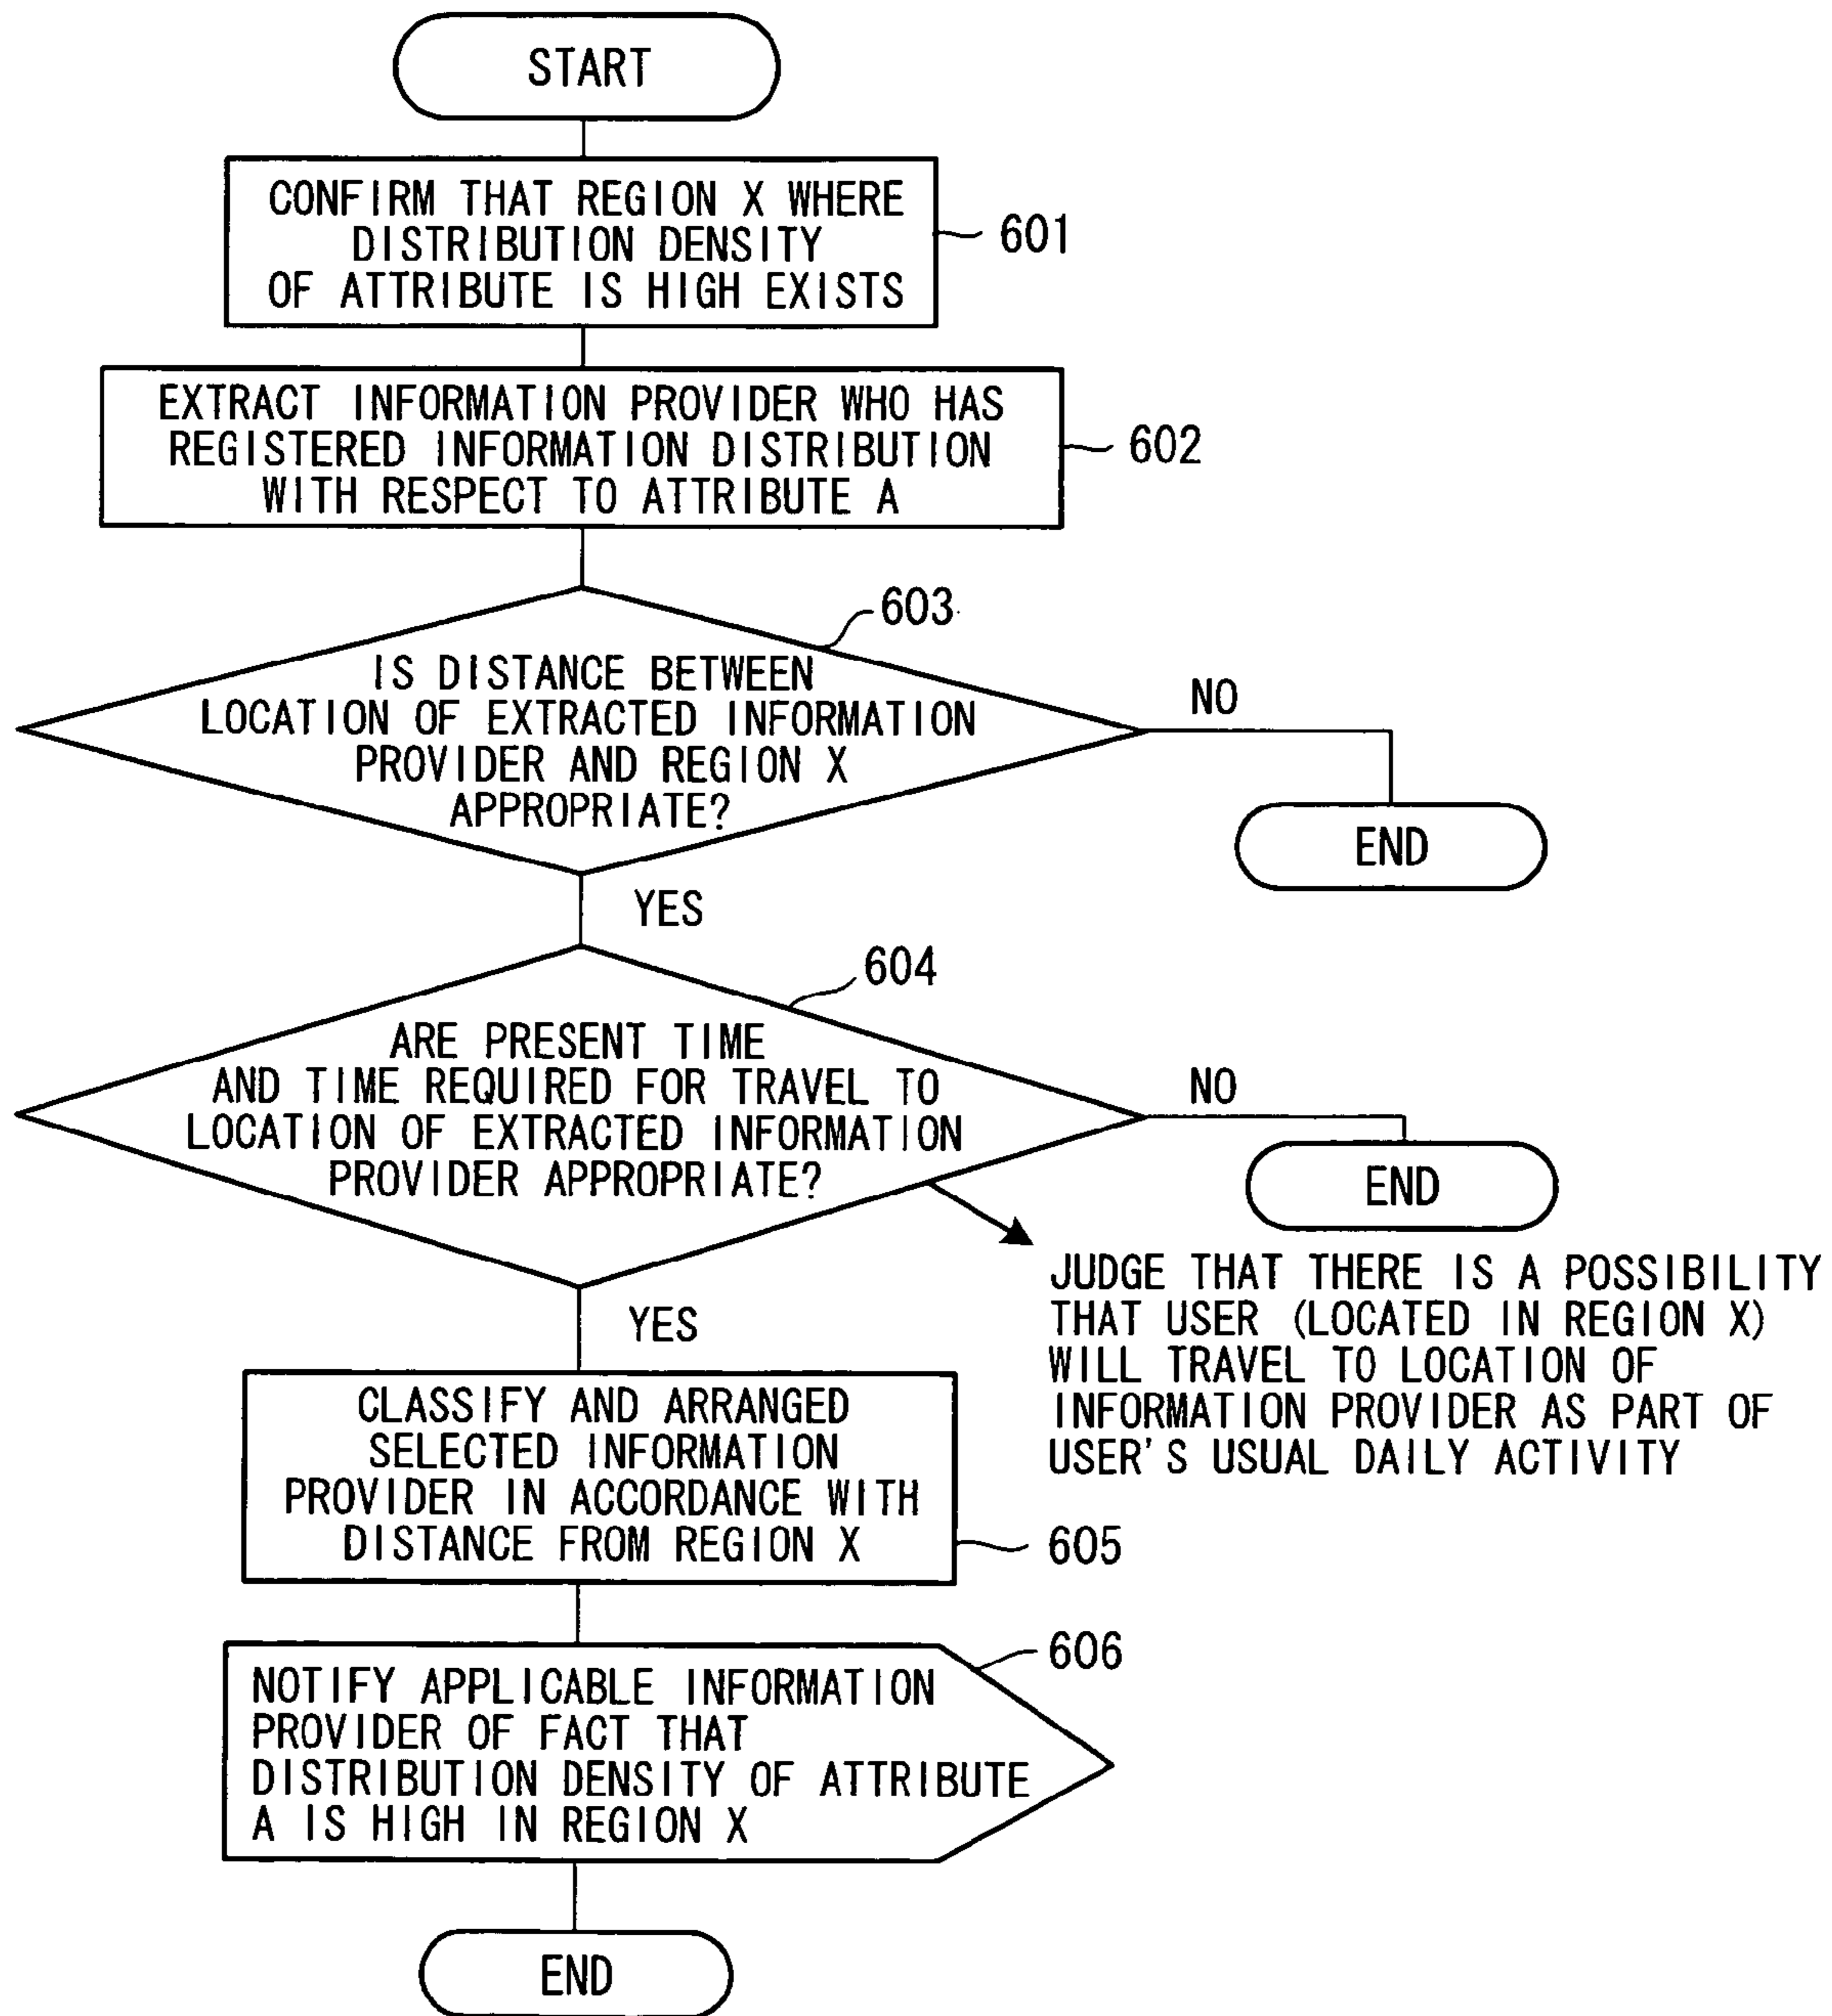 START
CONFIRM THAT REGION X WHERE
DISTRIBUTION DENSITY
OF ATTRIBUTE IS HIGH EXISTS
601
EXTRACT INFORMATION PROVIDER WHO HAS
REGISTERED INFORMATION DISTRIBUTION
WITH RESPECT TO ATTRIBUTE A
602
603
IS DISTANCE BETWEEN
LOCATION OF EXTRACTED INFORMATION
PROVIDER AND REGION X
APPROPRIATE?
NO
END
YES
604
ARE PRESENT TIME
AND TIME REQUIRED FOR TRAVEL TO
LOCATION OF EXTRACTED INFORMATION
PROVIDER APPROPRIATE?
NO
END
JUDGE THAT THERE IS A POSSIBILITY
THAT USER (LOCATED IN REGION X)
WILL TRAVEL TO LOCATION OF
INFORMATION PROVIDER AS PART OF
USER'S USUAL DAILY ACTIVITY
YES
CLASSIFY AND ARRANGED
SELECTED INFORMATION
PROVIDER IN ACCORDANCE WITH
DISTANCE FROM REGION X
605
606
NOTIFY APPLICABLE INFORMATION
PROVIDER OF FACT THAT
DISTRIBUTION DENSITY OF ATTRIBUTE
A IS HIGH IN REGION X
END